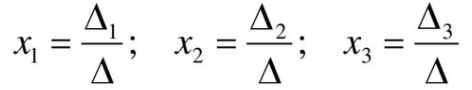 x₁ = Δ₁/Δ; x₂ = Δ₂/Δ; x₃ = Δ₃/Δ